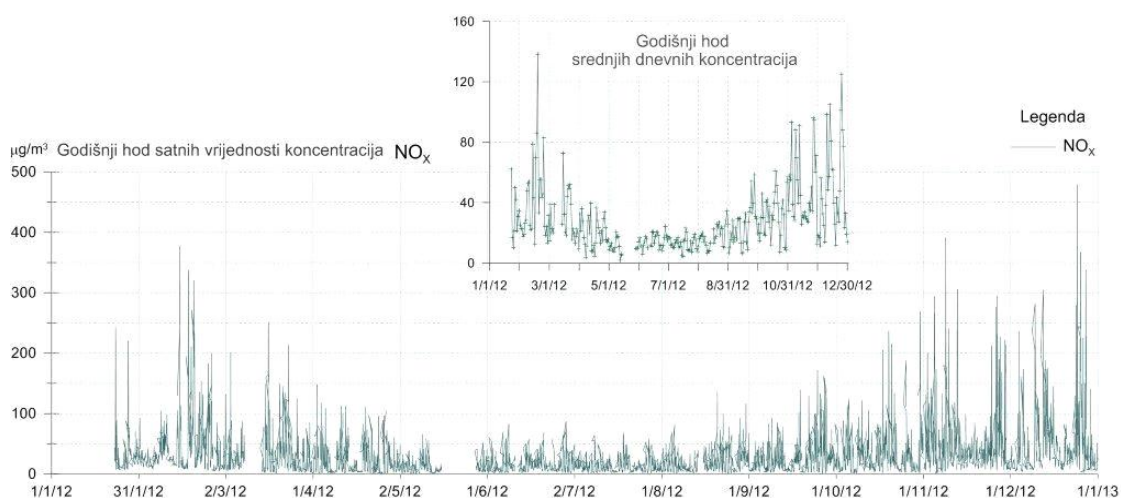 160
Godišnji hod
srednjih dnevnih koncentracija
120
80
40
0
1/1/12 3/1/12 5/1/12 7/1/12 8/31/12 10/31/12 12/30/12
Legenda
NOx
µg/m³ Godišnji hod satnih vrijednosti koncentracija NOx
500
400
300
200
100
0
1/1/12 31/1/12 2/3/12 1/4/12 2/5/12 1/6/12 2/7/12 1/8/12 1/9/12 1/10/12 1/11/12 1/12/12 1/1/13